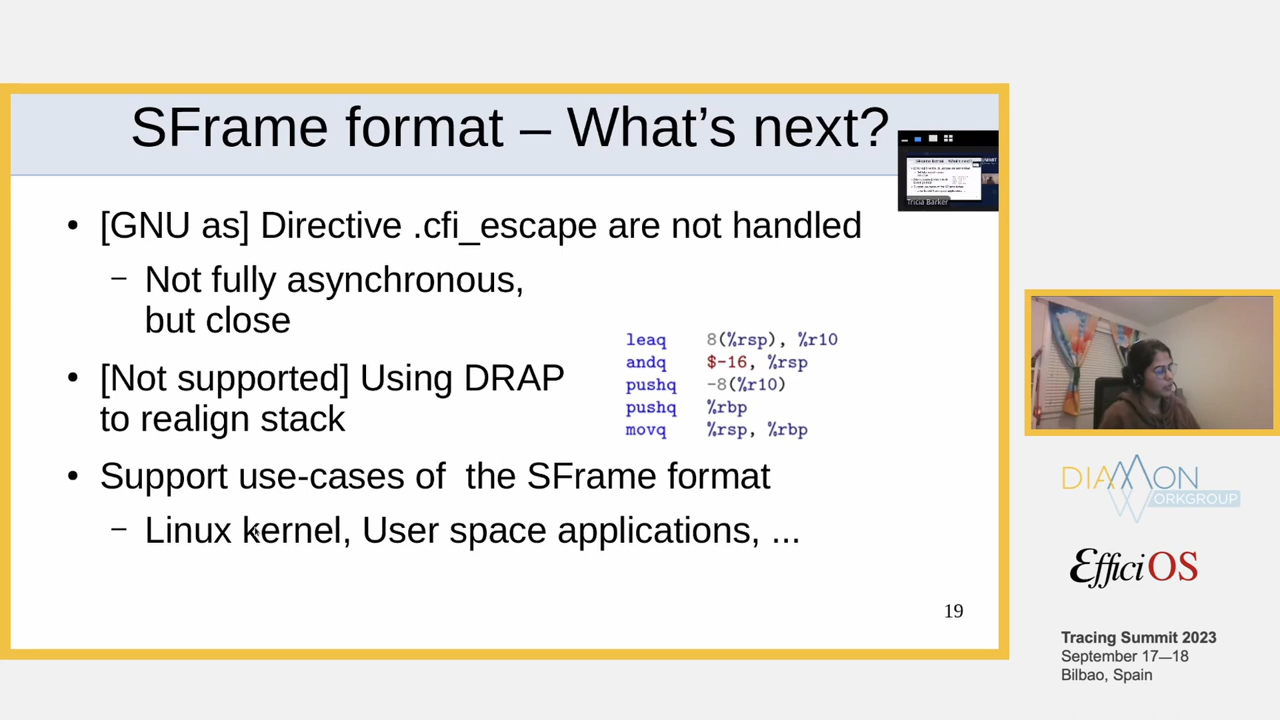 SFrame format – What's next?
Tricia Barker
• [GNU as] Directive .cfi_escape are not handled
– Not fully asynchronous,
but close
• [Not supported] Using DRAP
to realign stack
leaq 8(%rsp), %r10
andq $-16, %rsp
pushq -8(%r10)
pushq %rbp
movq %rsp, %rbp
• Support use-cases of the SFrame format
– Linux kernel, User space applications, ...
19
DIAMON
WORKGROUP
EfficiOS
Tracing Summit 2023
September 17—18
Bilbao, Spain